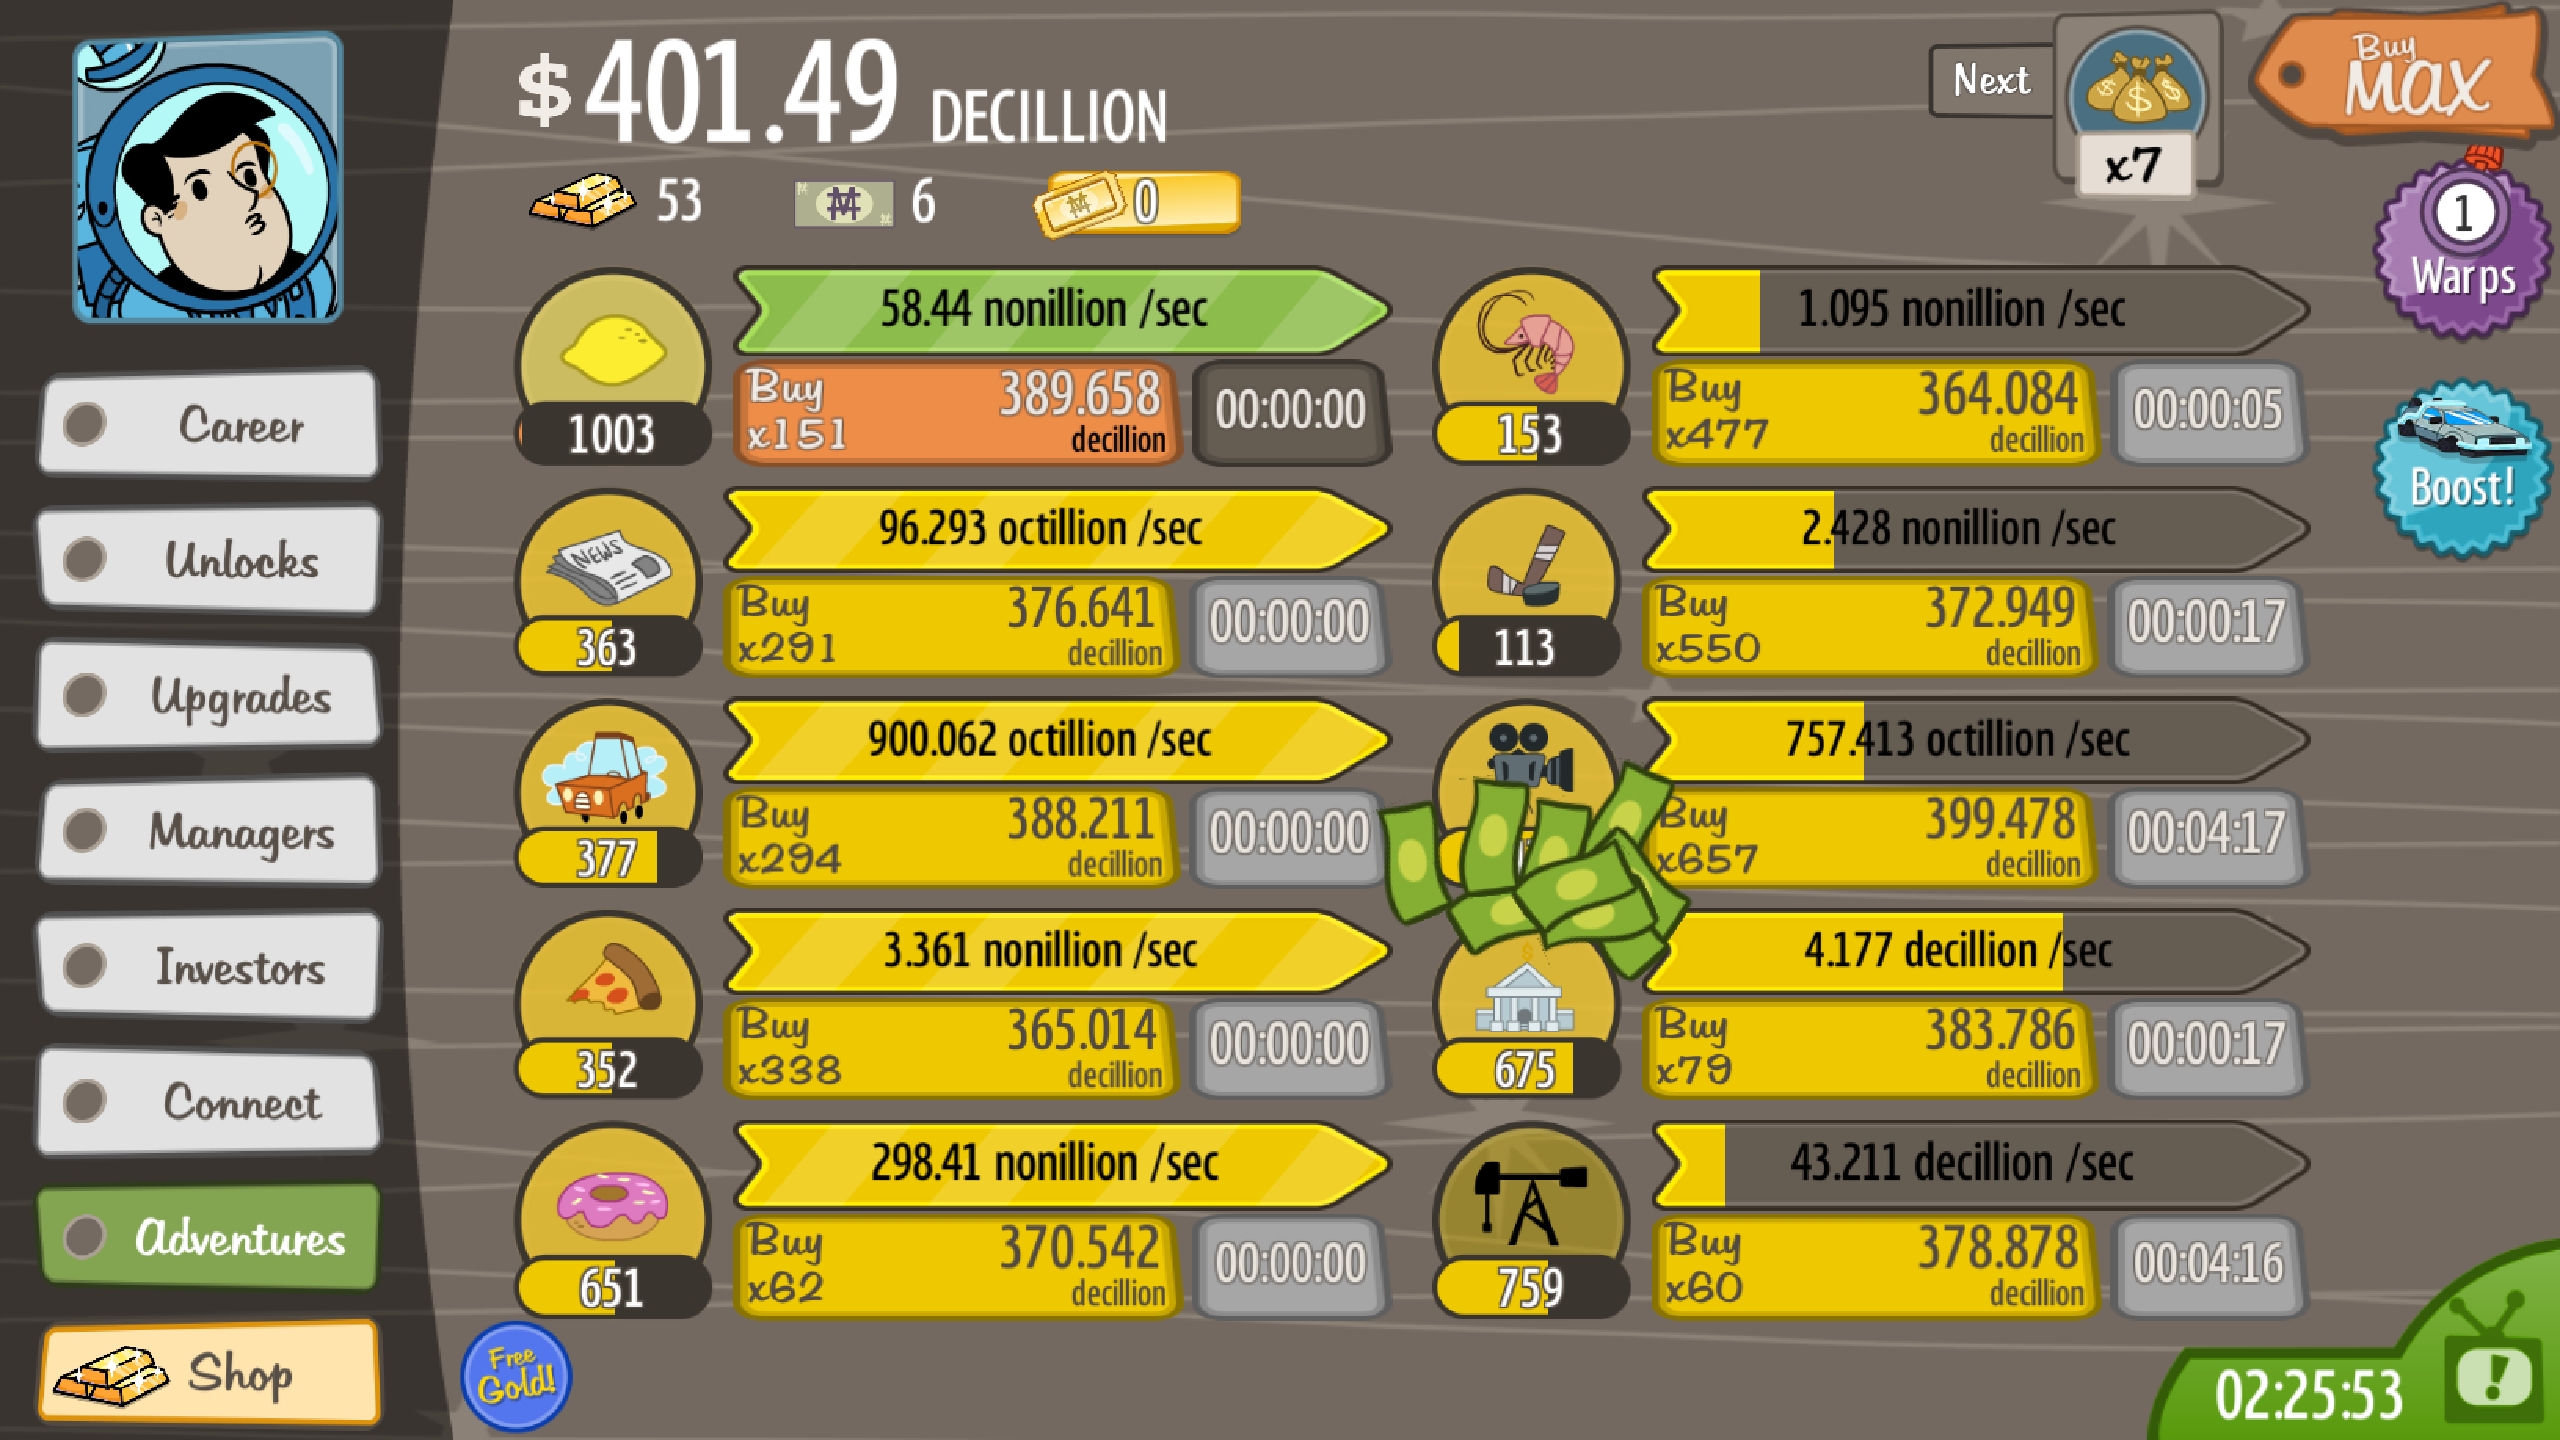 $401.49 DECILLION
Next
x7
Buy
MAX
53
6
0
1
Warps
Boost!
Career
Unlocks
Upgrades
Managers
Investors
Connect
Adventures
Shop
58.44 nonillion /sec
Buy 389.658
x151 decillion
00:00:00
1003
1.095 nonillion /sec
Buy 364.084
x477 decillion
00:00:05
153
NEWS
96.293 octillion /sec
Buy 376.641
x291 decillion
00:00:00
363
2.428 nonillion /sec
Buy 372.949
x550 decillion
00:00:17
113
900.062 octillion /sec
Buy 388.211
x294 decillion
00:00:00
377
757.413 octillion /sec
Buy 399.478
x657 decillion
00:04:17
3.361 nonillion /sec
Buy 365.014
x338 decillion
00:00:00
352
4.177 decillion /sec
Buy 383.786
x79 decillion
00:00:17
675
298.41 nonillion /sec
Buy 370.542
x62 decillion
00:00:00
651
43.211 decillion /sec
Buy 378.878
x60 decillion
00:04:16
759
Free
Gold!
02:25:53